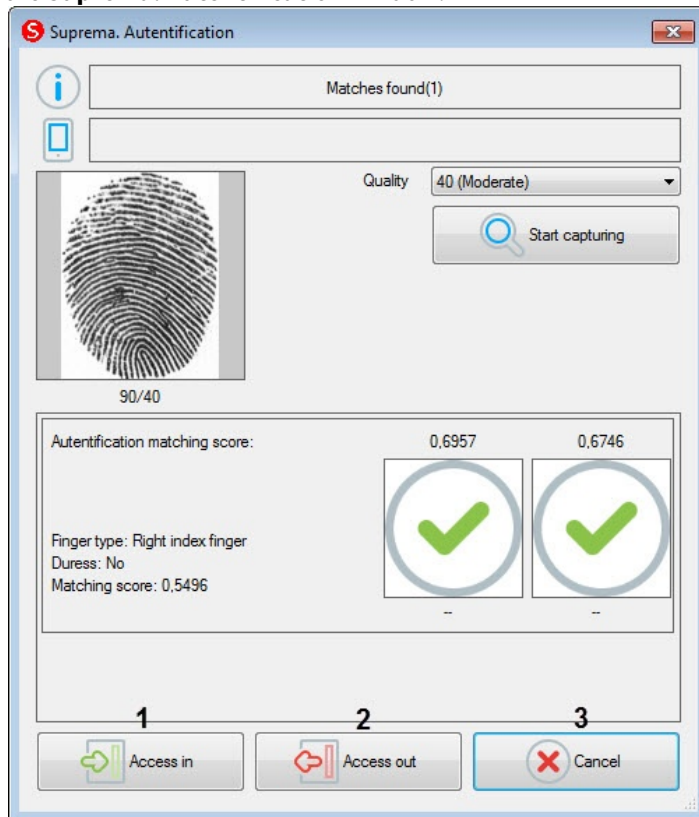 Suprema. Autentification
Matches found(1)
Quality 40 (Moderate)
Start capturing
90/40
Autentification matching score: 0,6957 0,6746
Finger type: Right index finger
Duress: No
Matching score: 0,5496
-- --
1 2 3
Access in Access out Cancel